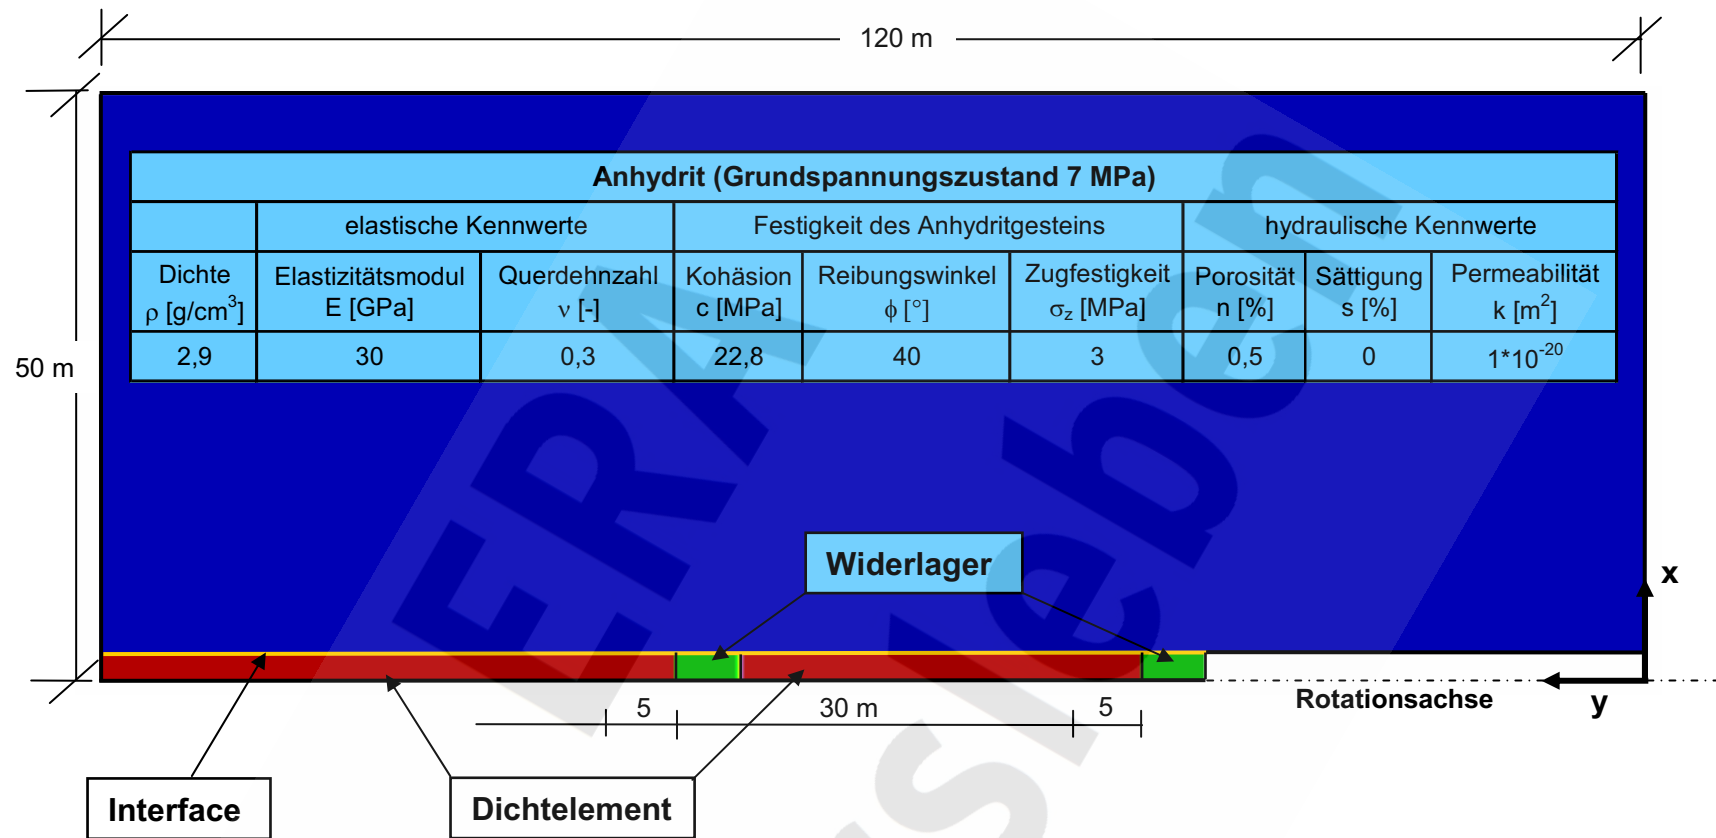 120 m
Anhydrit (Grundspannungszustand 7 MPa)
elastische Kennwerte Festigkeit des Anhydritgesteins hydraulische Kennwerte
Dichte Elastizitätsmodul Querdehnzahl Kohäsion Reibungswinkel Zugfestigkeit Porosität Sättigung Permeabilität
ρ [g/cm³] E [GPa] ν [-] c [MPa] ϕ [°] σz [MPa] n [%] s [%] k [m²]
2,9 30 0,3 22,8 40 3 0,5 0 1*10⁻²⁰
50 m
Widerlager
x
Rotationsachse
y
5 30 m 5
Interface
Dichtelement
ERA
sleben